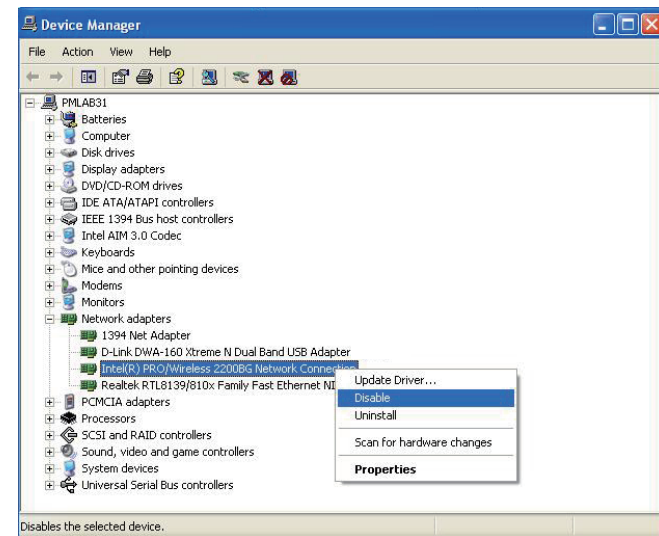 Device Manager
File Action View Help
PMLAB31
Batteries
Computer
Disk drives
Display adapters
DVD/CD-ROM drives
IDE ATA/ATAPI controllers
IEEE 1394 Bus host controllers
Intel AIM 3.0 Codec
Keyboards
Mice and other pointing devices
Modems
Monitors
Network adapters
1394 Net Adapter
D-Link DWA-160 Xtreme N Dual Band USB Adapter
Intel(R) PRO/Wireless 2200BG Network Connection
Realtek RTL8139/810x Family Fast Ethernet NI
PCMCIA adapters
Processors
SCSI and RAID controllers
Sound, video and game controllers
System devices
Universal Serial Bus controllers
Update Driver...
Disable
Uninstall
Scan for hardware changes
Properties
Disables the selected device.